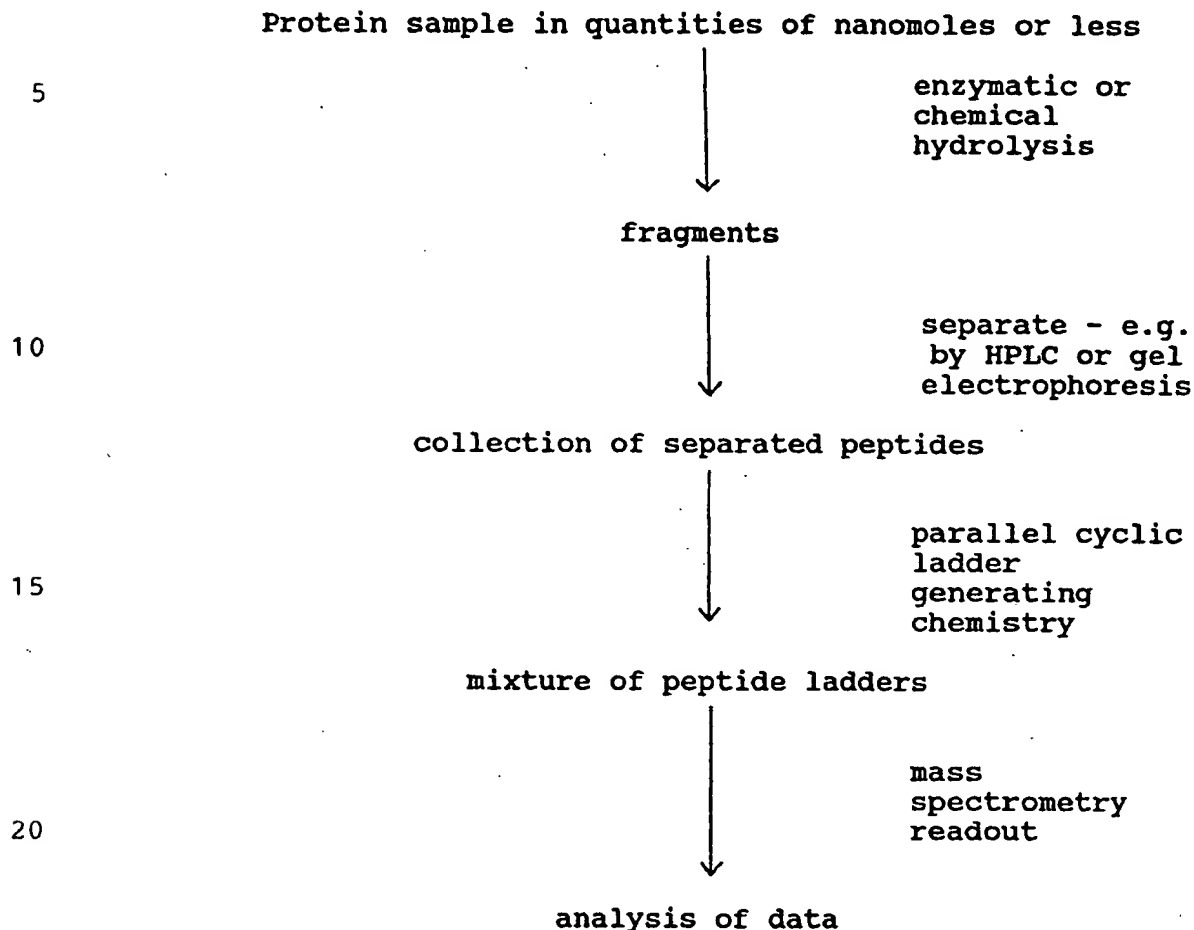 Protein sample in quantities of nanomoles or less
5
enzymatic or
chemical
hydrolysis
fragments
10
separate - e.g.
by HPLC or gel
electrophoresis
collection of separated peptides
15
parallel cyclic
ladder
generating
chemistry
mixture of peptide ladders
20
mass
spectrometry
readout
analysis of data